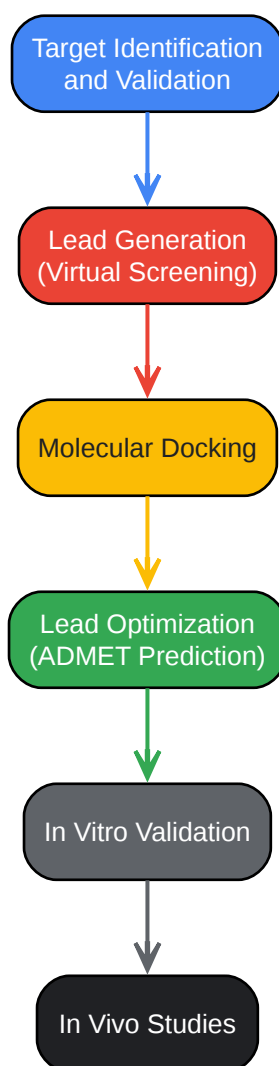 Target Identification
and Validation
Lead Generation
(Virtual Screening)
Molecular Docking
Lead Optimization
(ADMET Prediction)
In Vitro Validation
In Vivo Studies